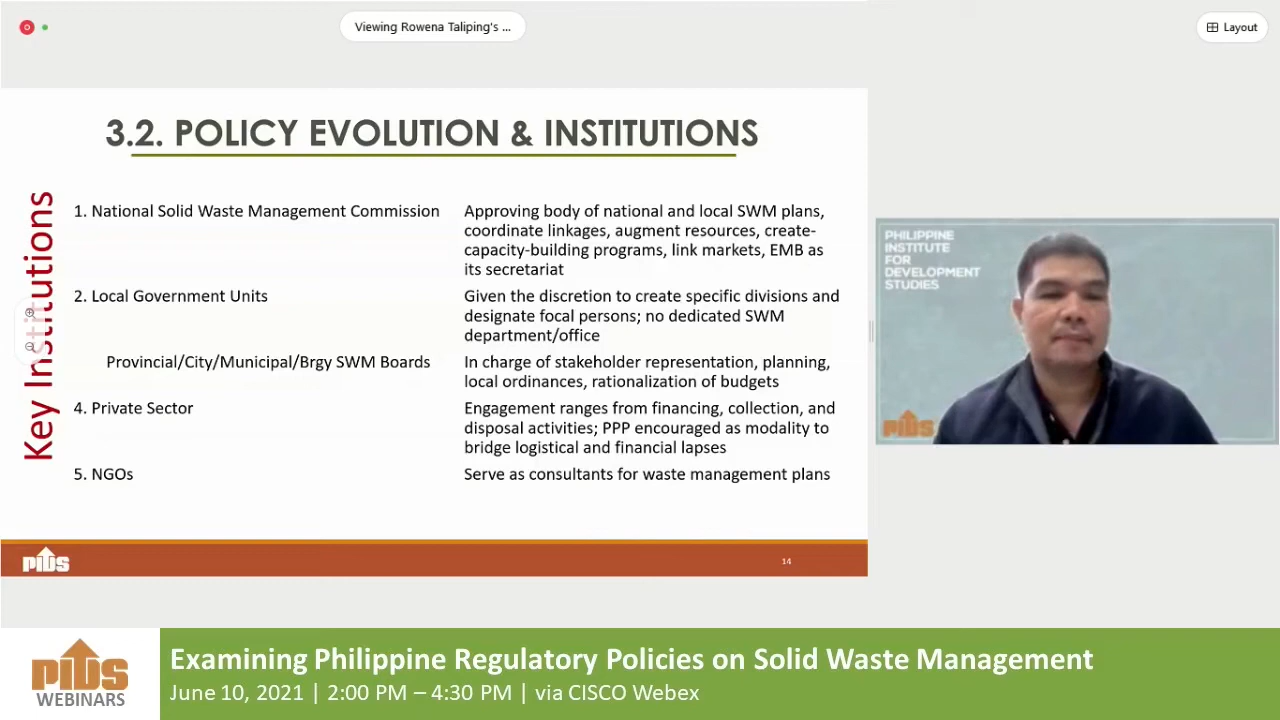 Viewing Rowena Taliping's ...
Layout
3.2. POLICY EVOLUTION & INSTITUTIONS
Key Institutions
1. National Solid Waste Management Commission
Approving body of national and local SWM plans,
coordinate linkages, augment resources, create-
capacity-building programs, link markets, EMB as
its secretariat
2. Local Government Units
Given the discretion to create specific divisions and
designate focal persons; no dedicated SWM
department/office
Provincial/City/Municipal/Brgy SWM Boards
In charge of stakeholder representation, planning,
local ordinances, rationalization of budgets
4. Private Sector
Engagement ranges from financing, collection, and
disposal activities; PPP encouraged as modality to
bridge logistical and financial lapses
5. NGOs
Serve as consultants for waste management plans
PIDS
14
PHILIPPINE
INSTITUTE
FOR
DEVELOPMENT
STUDIES
PIDS
PIDS
WEBINARS
Examining Philippine Regulatory Policies on Solid Waste Management
June 10, 2021 | 2:00 PM – 4:30 PM | via CISCO Webex